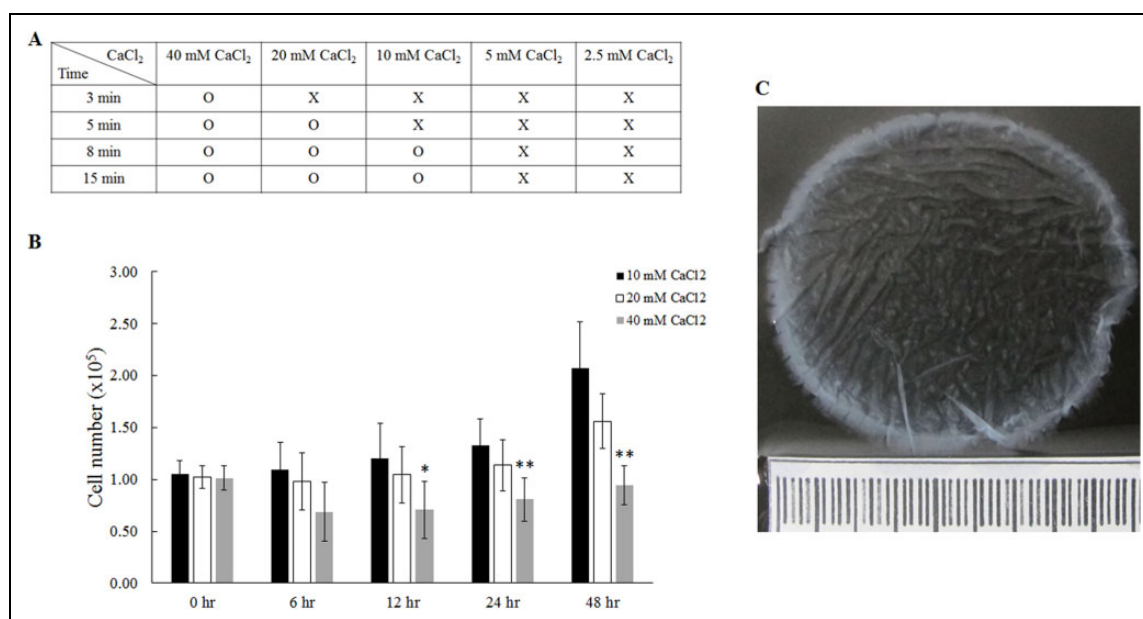 A
CaCl₂ 40 mM CaCl₂ 20 mM CaCl₂ 10 mM CaCl₂ 5 mM CaCl₂ 2.5 mM CaCl₂
Time
3 min O X X X X
5 min O O X X X
8 min O O O X X
15 min O O O X X
C
B
3.00
10 mM CaCl2
20 mM CaCl2
40 mM CaCl2
2.50
2.00
1.50
1.00
0.50
0.00
Cell number (x10⁵)
* ** **
0 hr 6 hr 12 hr 24 hr 48 hr